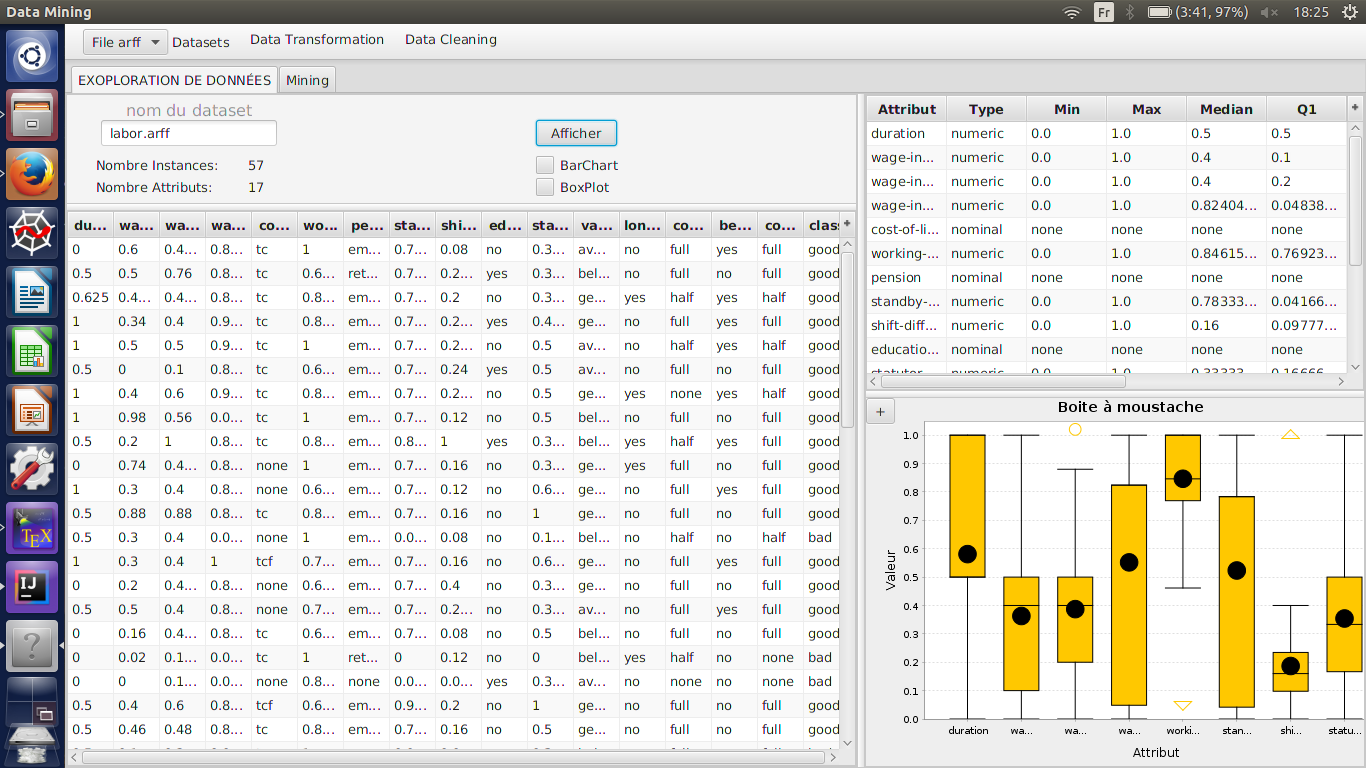 Data Mining Fr (3:41, 97%) 18:25
File arff Datasets Data Transformation Data Cleaning
EXOPLORATION DE DONNÉES Mining
nom du dataset
labor.arff Afficher
Nombre Instances: 57 BarChart
Nombre Attributs: 17 BoxPlot
du... wa... wa... wa... co... wo... pe... sta... shi... ed... sta... va... lon... co... be... co... clas +
0 0.6 0.4... 0.8... tc 1 em... 0.7... 0.08 no 0.3... av... no full yes full good
0.5 0.5 0.76 0.8... tc 0.6... ret... 0.7... 0.2... yes 0.3... bel... no full no full good
0.625 0.4... 0.4... 0.8... tc 0.8... em... 0.7... 0.2 no 0.3... ge... yes half yes half good
1 0.34 0.4 0.9... tc 0.8... em... 0.7... 0.2... yes 0.4... ge... no full yes full good
1 0.5 0.5 0.9... tc 1 em... 0.7... 0.2... no 0.5 av... no half yes half good
0.5 0 0.1 0.8... tc 0.6... em... 0.7... 0.24 yes 0.5 av... no full no full good
1 0.4 0.6 0.9... tc 0.8... em... 0.7... 0.2... no 0.5 ge... yes none yes half good
1 0.98 0.56 0.0... tc 1 em... 0.7... 0.12 no 0.5 bel... no full no full good
0.5 0.2 1 0.8... tc 0.8... em... 0.8... 1 yes 0.3... bel... yes half yes full good
0 0.74 0.4... 0.8... none 1 em... 0.7... 0.16 no 0.3... ge... yes full no full good
1 0.3 0.4 0.8... none 0.6... em... 0.7... 0.12 no 0.6... ge... no full yes full good
0.5 0.88 0.88 0.8... tc 0.8... em... 0.7... 0.16 no 1 ge... no full no full good
0.5 0.3 0.4 0.0... none 1 em... 0.0... 0.08 no 0.1... bel... no half no half bad
1 0.3 0.4 1 tcf 0.7... em... 0.7... 0.16 no 0.6... ge... no full no full good
0 0.2 0.4... 0.8... none 0.6... em... 0.7... 0.4 no 0.3... ge... no full no full good
0.5 0.5 0.4 0.8... none 0.7... em... 0.7... 0.2... no 0.3... av... no full yes full good
0 0.16 0.4... 0.8... tc 0.6... em... 0.7... 0.08 no 0.5 bel... no full no full good
0 0.02 0.1... 0.0... tc 1 ret... 0 0.12 no 0 bel... yes half no none bad
0 0 0.1... 0.0... none 0.8... none 0.0... 0.0... yes 0.3... av... no none no none bad
0.5 0.4 0.6 0.8... tcf 0.6... em... 0.9... 0.2 no 1 ge... no full no full good
0.5 0.46 0.48 0.8... tc 0.6... em... 0.7... 0.16 no 0.5 ge... no full no full good
Attribut Type Min Max Median Q1 +
duration numeric 0.0 1.0 0.5 0.5
wage-in... numeric 0.0 1.0 0.4 0.1
wage-in... numeric 0.0 1.0 0.4 0.2
wage-in... numeric 0.0 1.0 0.82404... 0.04838...
cost-of-li... nominal none none none none
working-... numeric 0.0 1.0 0.84615... 0.76923...
pension nominal none none none none
standby-... numeric 0.0 1.0 0.78333... 0.04166...
shift-diff... numeric 0.0 1.0 0.16 0.09777...
educatio... nominal none none none none
statutor... numeric 0.0 1.0 0.33333... 0.16666...
+ Boite à moustache
1.0
0.9
0.8
0.7
0.6
0.5
0.4
0.3
0.2
0.1
0.0
Valeur
duration wa... wa... wa... worki... stan... shi... statu...
Attribut